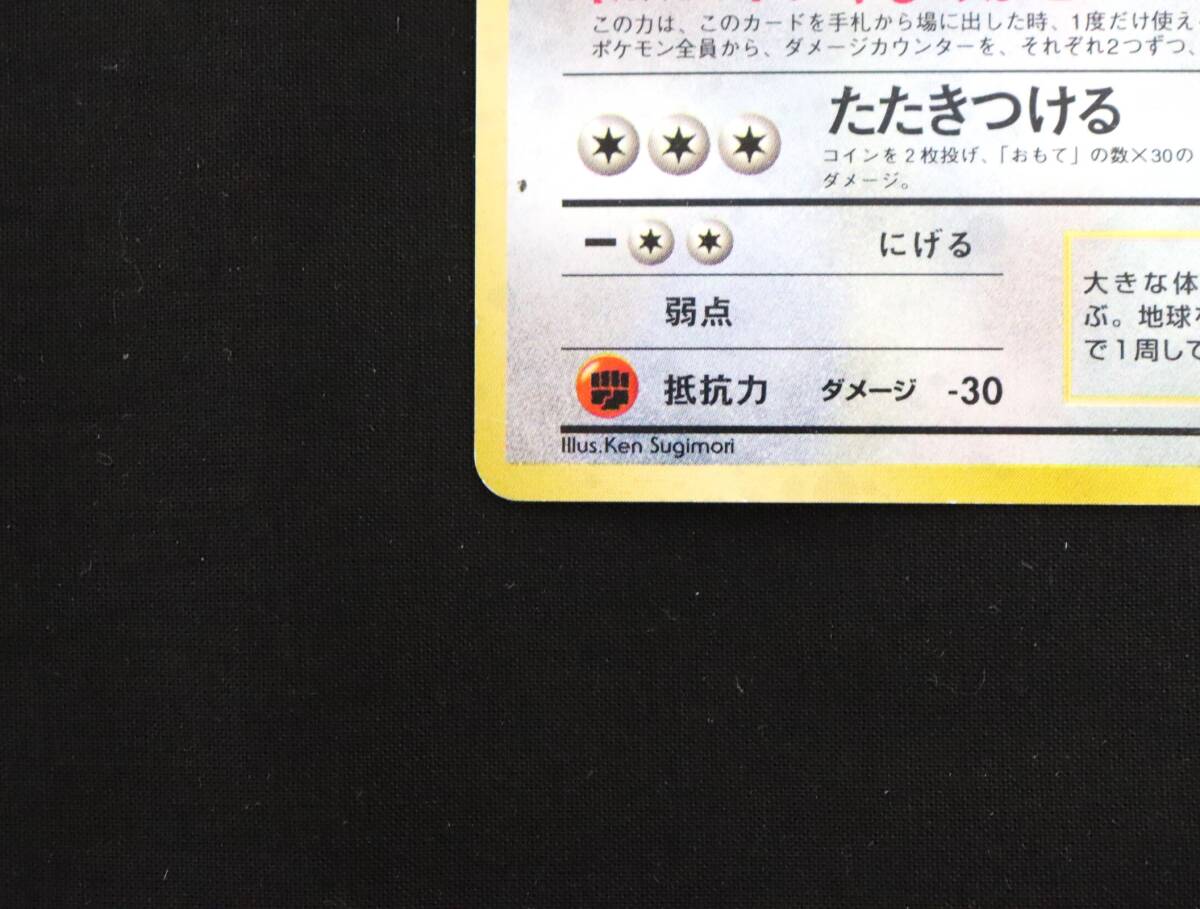 この力は、このカードを手札から場に出した時、1度だけ使え
ポケモン全員から、ダメージカウンターを、それぞれ2つずつ、
たたきつける
コインを2枚投げ、「おもて」の数×30の
ダメージ。
ー にげる
弱点
抵抗力 ダメージ -30
Illus.Ken Sugimori
大きな体
ぶ。地球を
で1周して